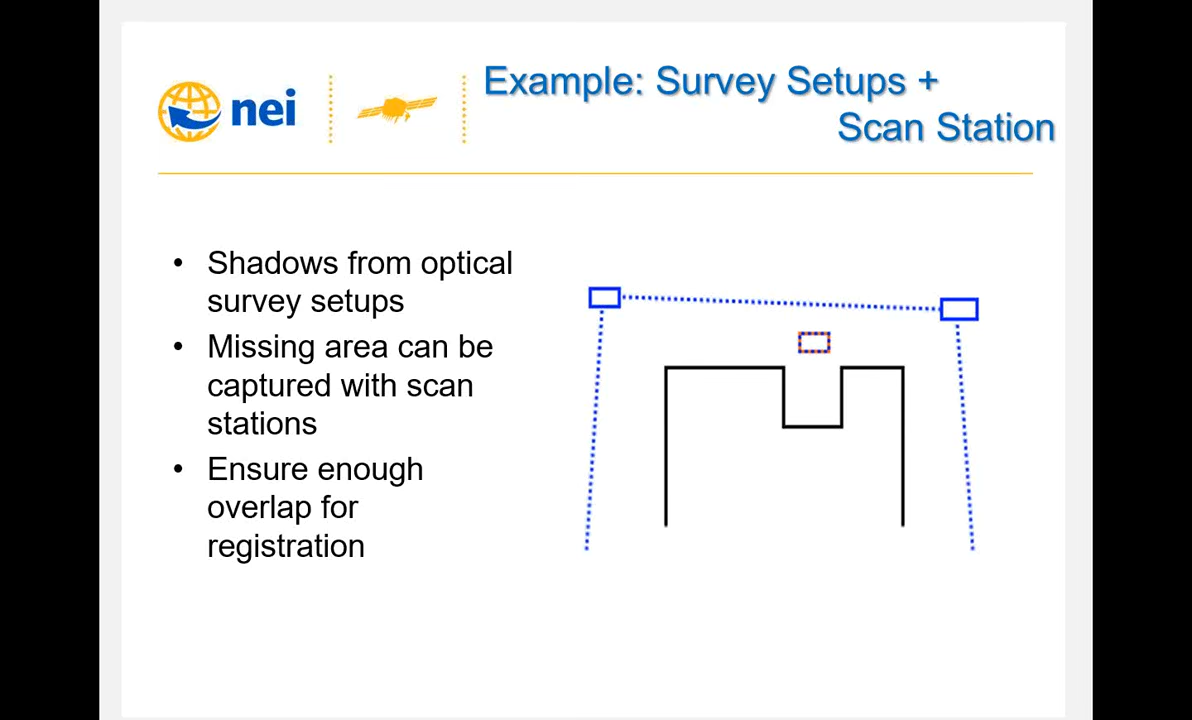 nei
Example: Survey Setups +
Scan Station
• Shadows from optical
survey setups
• Missing area can be
captured with scan
stations
• Ensure enough
overlap for
registration